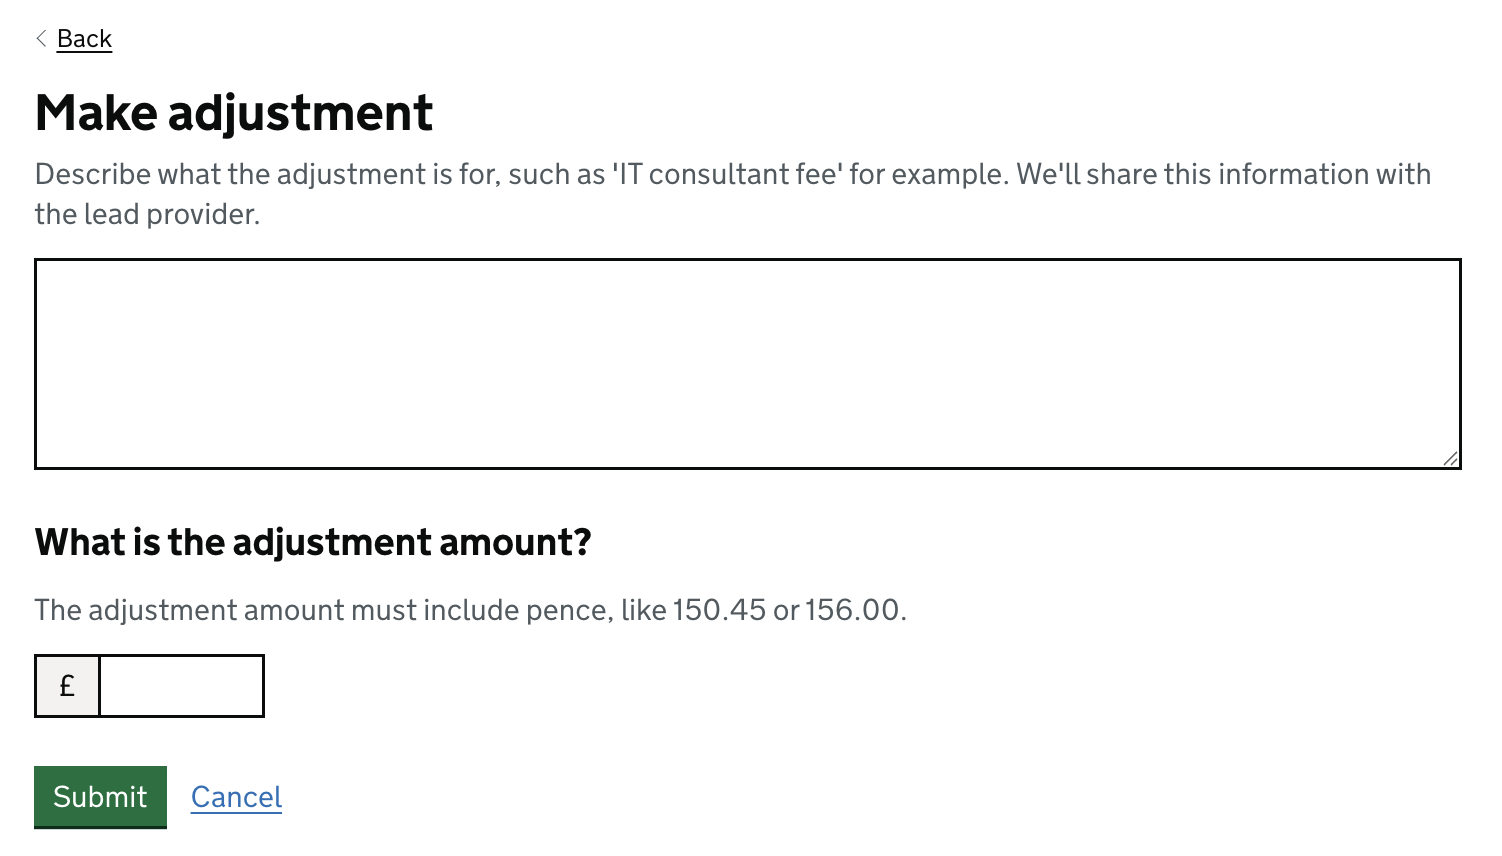 Back
Make adjustment
Describe what the adjustment is for, such as 'IT consultant fee' for example. We'll share this information with
the lead provider.
What is the adjustment amount?
The adjustment amount must include pence, like 150.45 or 156.00.
£
Submit Cancel